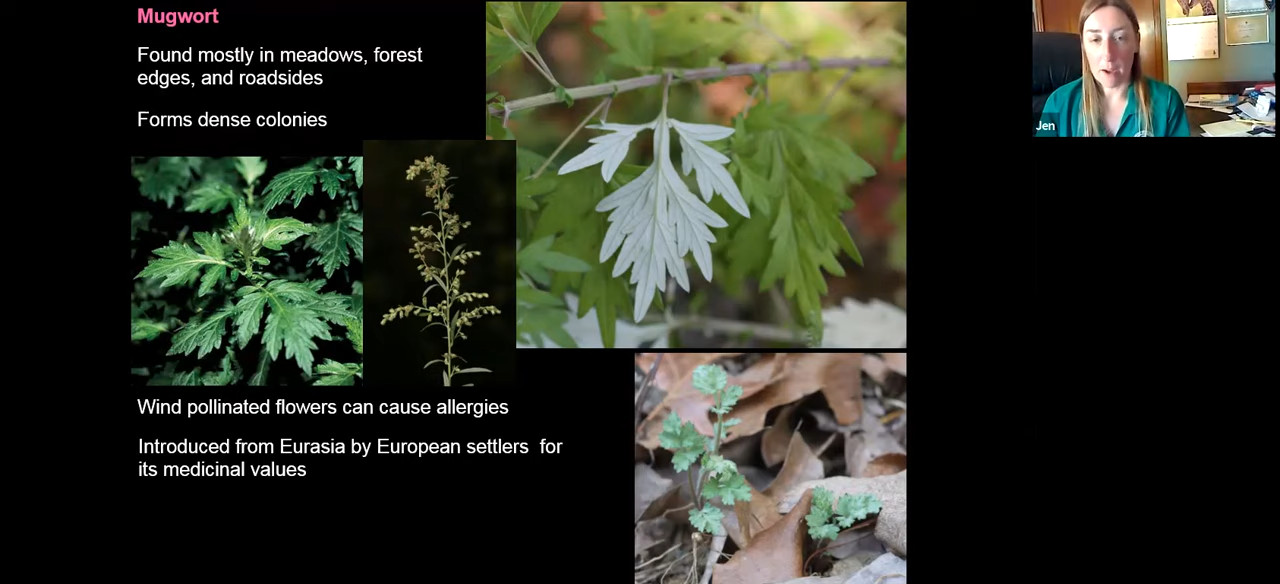 Mugwort
Found mostly in meadows, forest
edges, and roadsides
Forms dense colonies
Wind pollinated flowers can cause allergies
Introduced from Eurasia by European settlers  for
its medicinal values
Jen